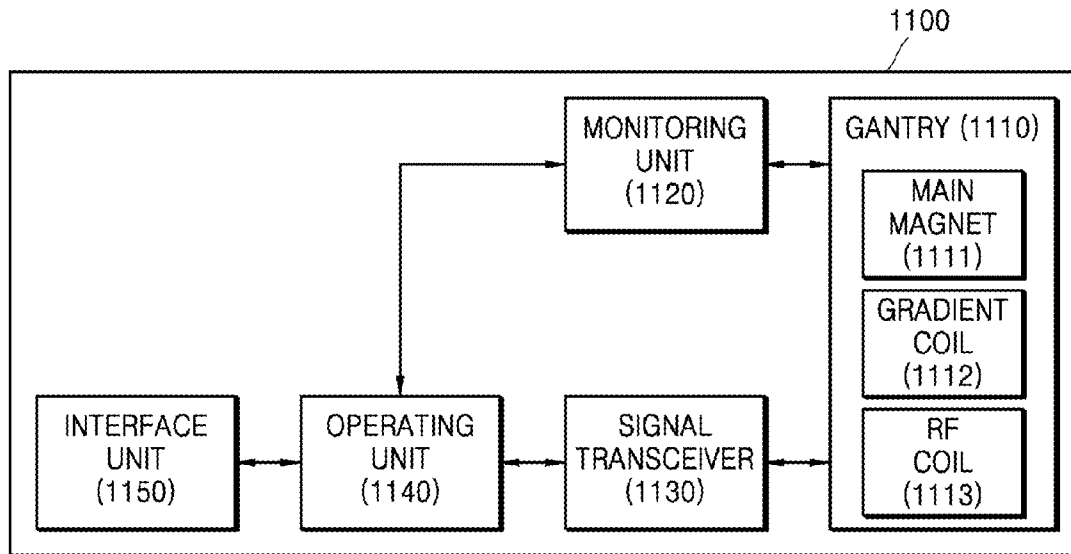 1100
MONITORING
UNIT
(1120)
GANTRY (1110)
MAIN
MAGNET
(1111)
GRADIENT
COIL
(1112)
RF
COIL
(1113)
INTERFACE
UNIT
(1150)
OPERATING
UNIT
(1140)
SIGNAL
TRANSCEIVER
(1130)